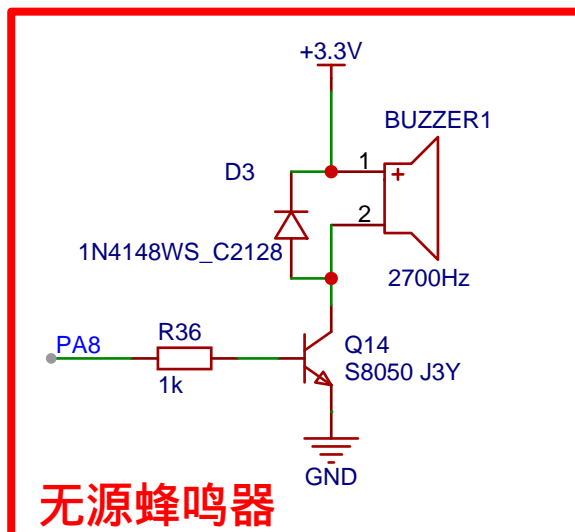 +3.3V
BUZZER1
1
+
D3
2
1N4148WS_C2128
2700Hz
PA8
R36
1k
Q14
S8050 J3Y
GND
无源蜂鸣器